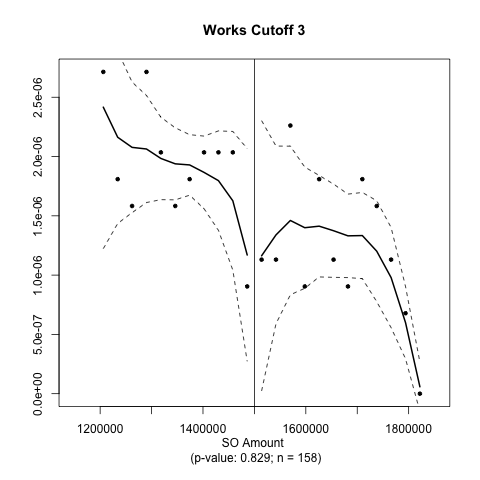 Works Cutoff 3
2.5e-06
2.0e-06
1.5e-06
1.0e-06
5.0e-07
0.0e+00
1200000 1400000 1600000 1800000
SO Amount
(p-value: 0.829; n = 158)